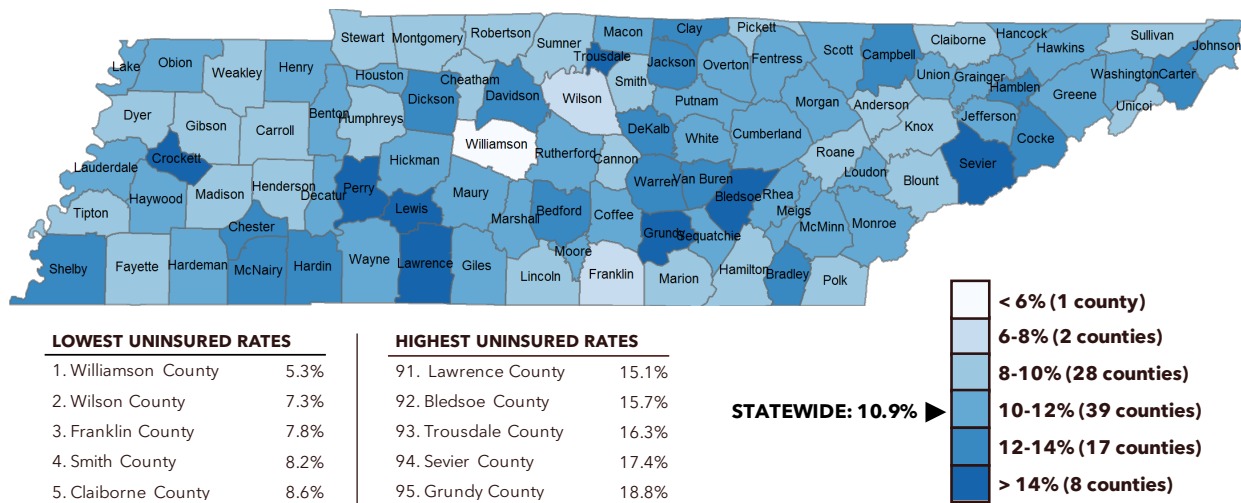 Stewart
Montgomery
Robertson
Sumner
Macon
Clay
Pickett
Trousdale
Jackson
Overton
Fentress
Scott
Campbell
Claiborne
Hancock
Hawkins
Sullivan
Johnson
Lake
Obion
Weakley
Henry
Houston
Cheatham
Dickson
Davidson
Wilson
Smith
Putnam
Morgan
Anderson
Union
Grainger
Hamblen
Greene
Washington
Carter
Unicoi
Dyer
Gibson
Carroll
Benton
Humphreys
Williamson
Rutherford
Cannon
DeKalb
White
Cumberland
Roane
Knox
Jefferson
Cocke
Sevier
Lauderdale
Crockett
Haywood
Madison
Henderson
Decatur
Perry
Hickman
Lewis
Maury
Marshall
Bedford
Coffee
Warren
Van Buren
Bledsoe
Rhea
Meigs
Loudon
Blount
McMinn
Monroe
Tipton
Chester
Shelby
Fayette
Hardeman
McNairy
Hardin
Wayne
Lawrence
Giles
Lincoln
Moore
Franklin
Grundy
Sequatchie
Marion
Hamilton
Bradley
Polk
LOWEST UNINSURED RATES
1. Williamson County 5.3%
2. Wilson County 7.3%
3. Franklin County 7.8%
4. Smith County 8.2%
5. Claiborne County 8.6%
HIGHEST UNINSURED RATES
91. Lawrence County 15.1%
92. Bledsoe County 15.7%
93. Trousdale County 16.3%
94. Sevier County 17.4%
95. Grundy County 18.8%
STATEWIDE: 10.9%
< 6% (1 county)
6-8% (2 counties)
8-10% (28 counties)
10-12% (39 counties)
12-14% (17 counties)
> 14% (8 counties)